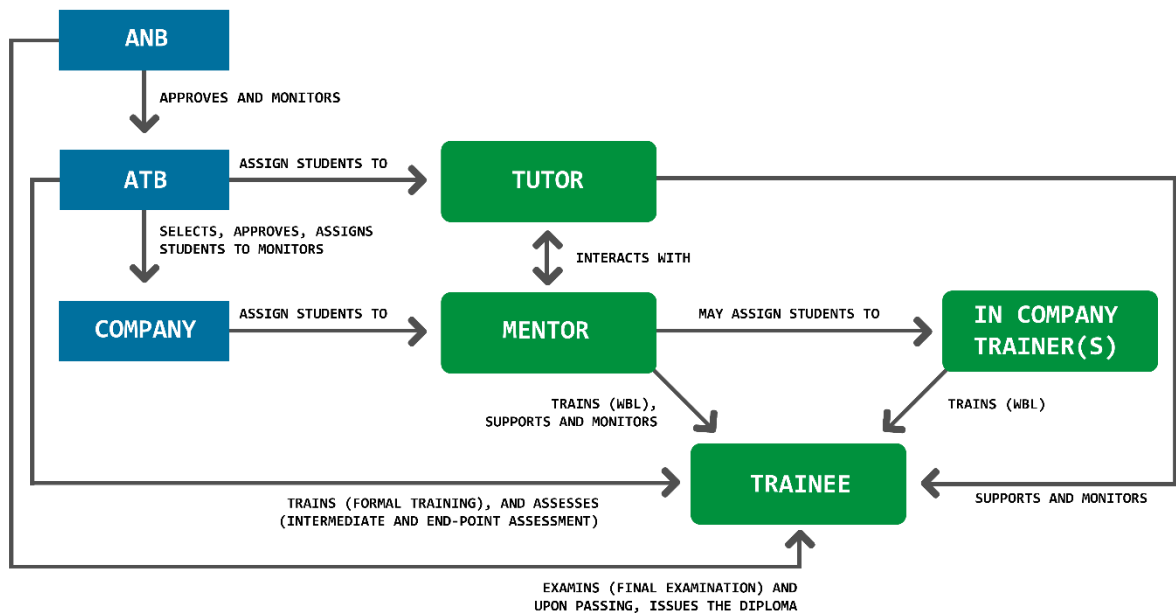 ANB
APPROVES AND MONITORS
ATB
ASSIGN STUDENTS TO
TUTOR
SELECTS, APPROVES, ASSIGNS
STUDENTS TO MONITORS
INTERACTS WITH
COMPANY
ASSIGN STUDENTS TO
MENTOR
MAY ASSIGN STUDENTS TO
IN COMPANY
TRAINER(S)
TRAINS (WBL),
SUPPORTS AND MONITORS
TRAINS (WBL)
TRAINEE
TRAINS (FORMAL TRAINING), AND ASSESSES
(INTERMEDIATE AND END-POINT ASSESSMENT)
SUPPORTS AND MONITORS
EXAMINS (FINAL EXAMINATION) AND
UPON PASSING, ISSUES THE DIPLOMA